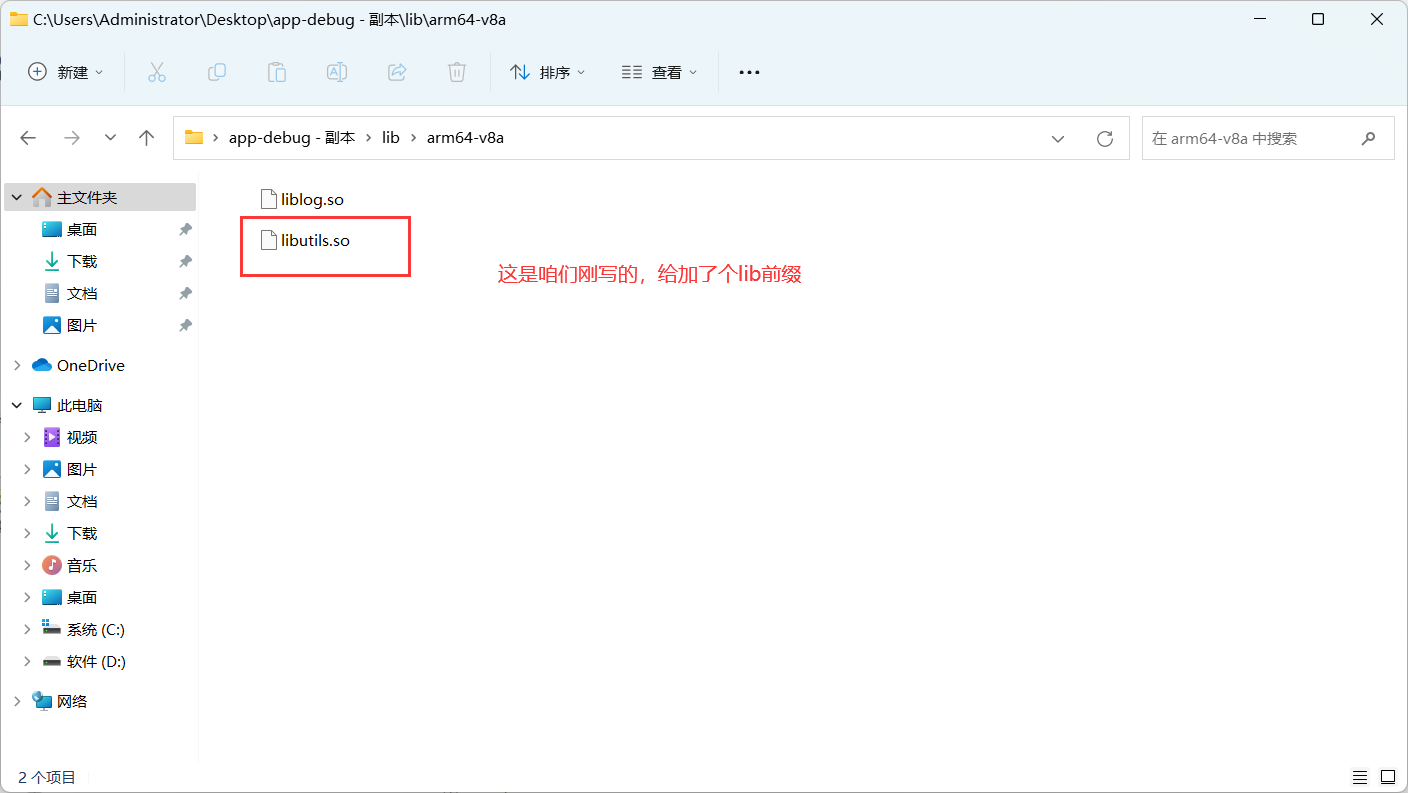 C:\Users\Administrator\Desktop\app-debug - 副本\lib\arm64-v8a
新建
排序
查看
app-debug - 副本 › lib › arm64-v8a
在 arm64-v8a 中搜索
主文件夹
桌面
下载
文档
图片
OneDrive
此电脑
视频
图片
文档
下载
音乐
桌面
系统 (C:)
软件 (D:)
网络
liblog.so
libutils.so
这是咱们刚写的，给加了个lib前缀
2 个项目